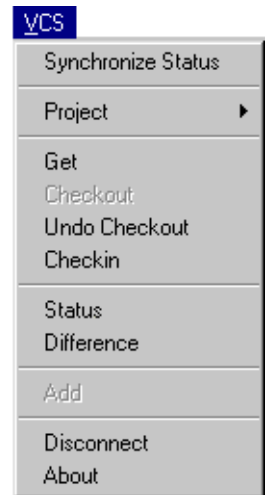 VCS
Synchronize Status
Project
Get
Checkout
Undo Checkout
Checkin
Status
Difference
Add
Disconnect
About